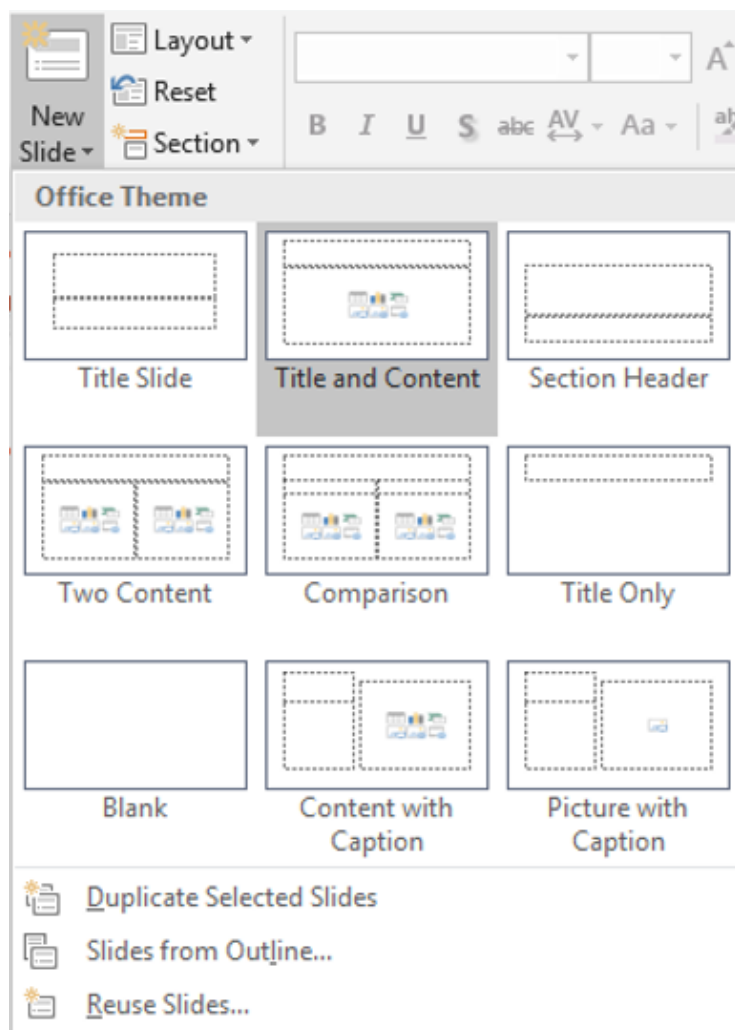 New
Slide
Layout
Reset
Section
B I U S abc AV Aa
A
ab
Office Theme
Title Slide
Title and Content
Section Header
Two Content
Comparison
Title Only
Blank
Content with
Caption
Picture with
Caption
Duplicate Selected Slides
Slides from Outline...
Reuse Slides...